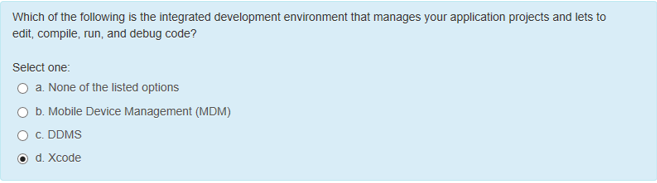 Which of the following is the integrated development environment that manages your application projects and lets to
edit, compile, run, and debug code?
Select one:
a. None of the listed options
b. Mobile Device Management (MDM)
c. DDMS
d. Xcode